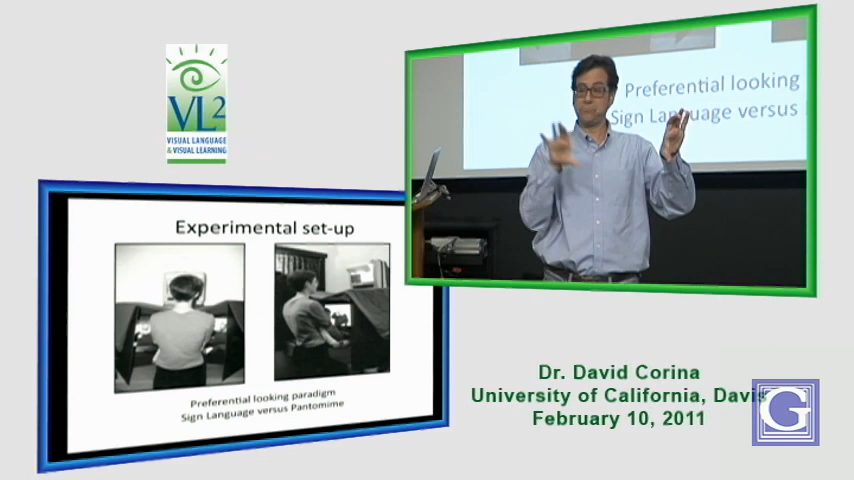 VL2
VISUAL LANGUAGE
& VISUAL LEARNING
Preferential looking
Sign Language versus
Experimental set-up
Preferential looking paradigm
Sign Language versus Pantomime
Dr. David Corina
University of California, Davis
February 10, 2011
G